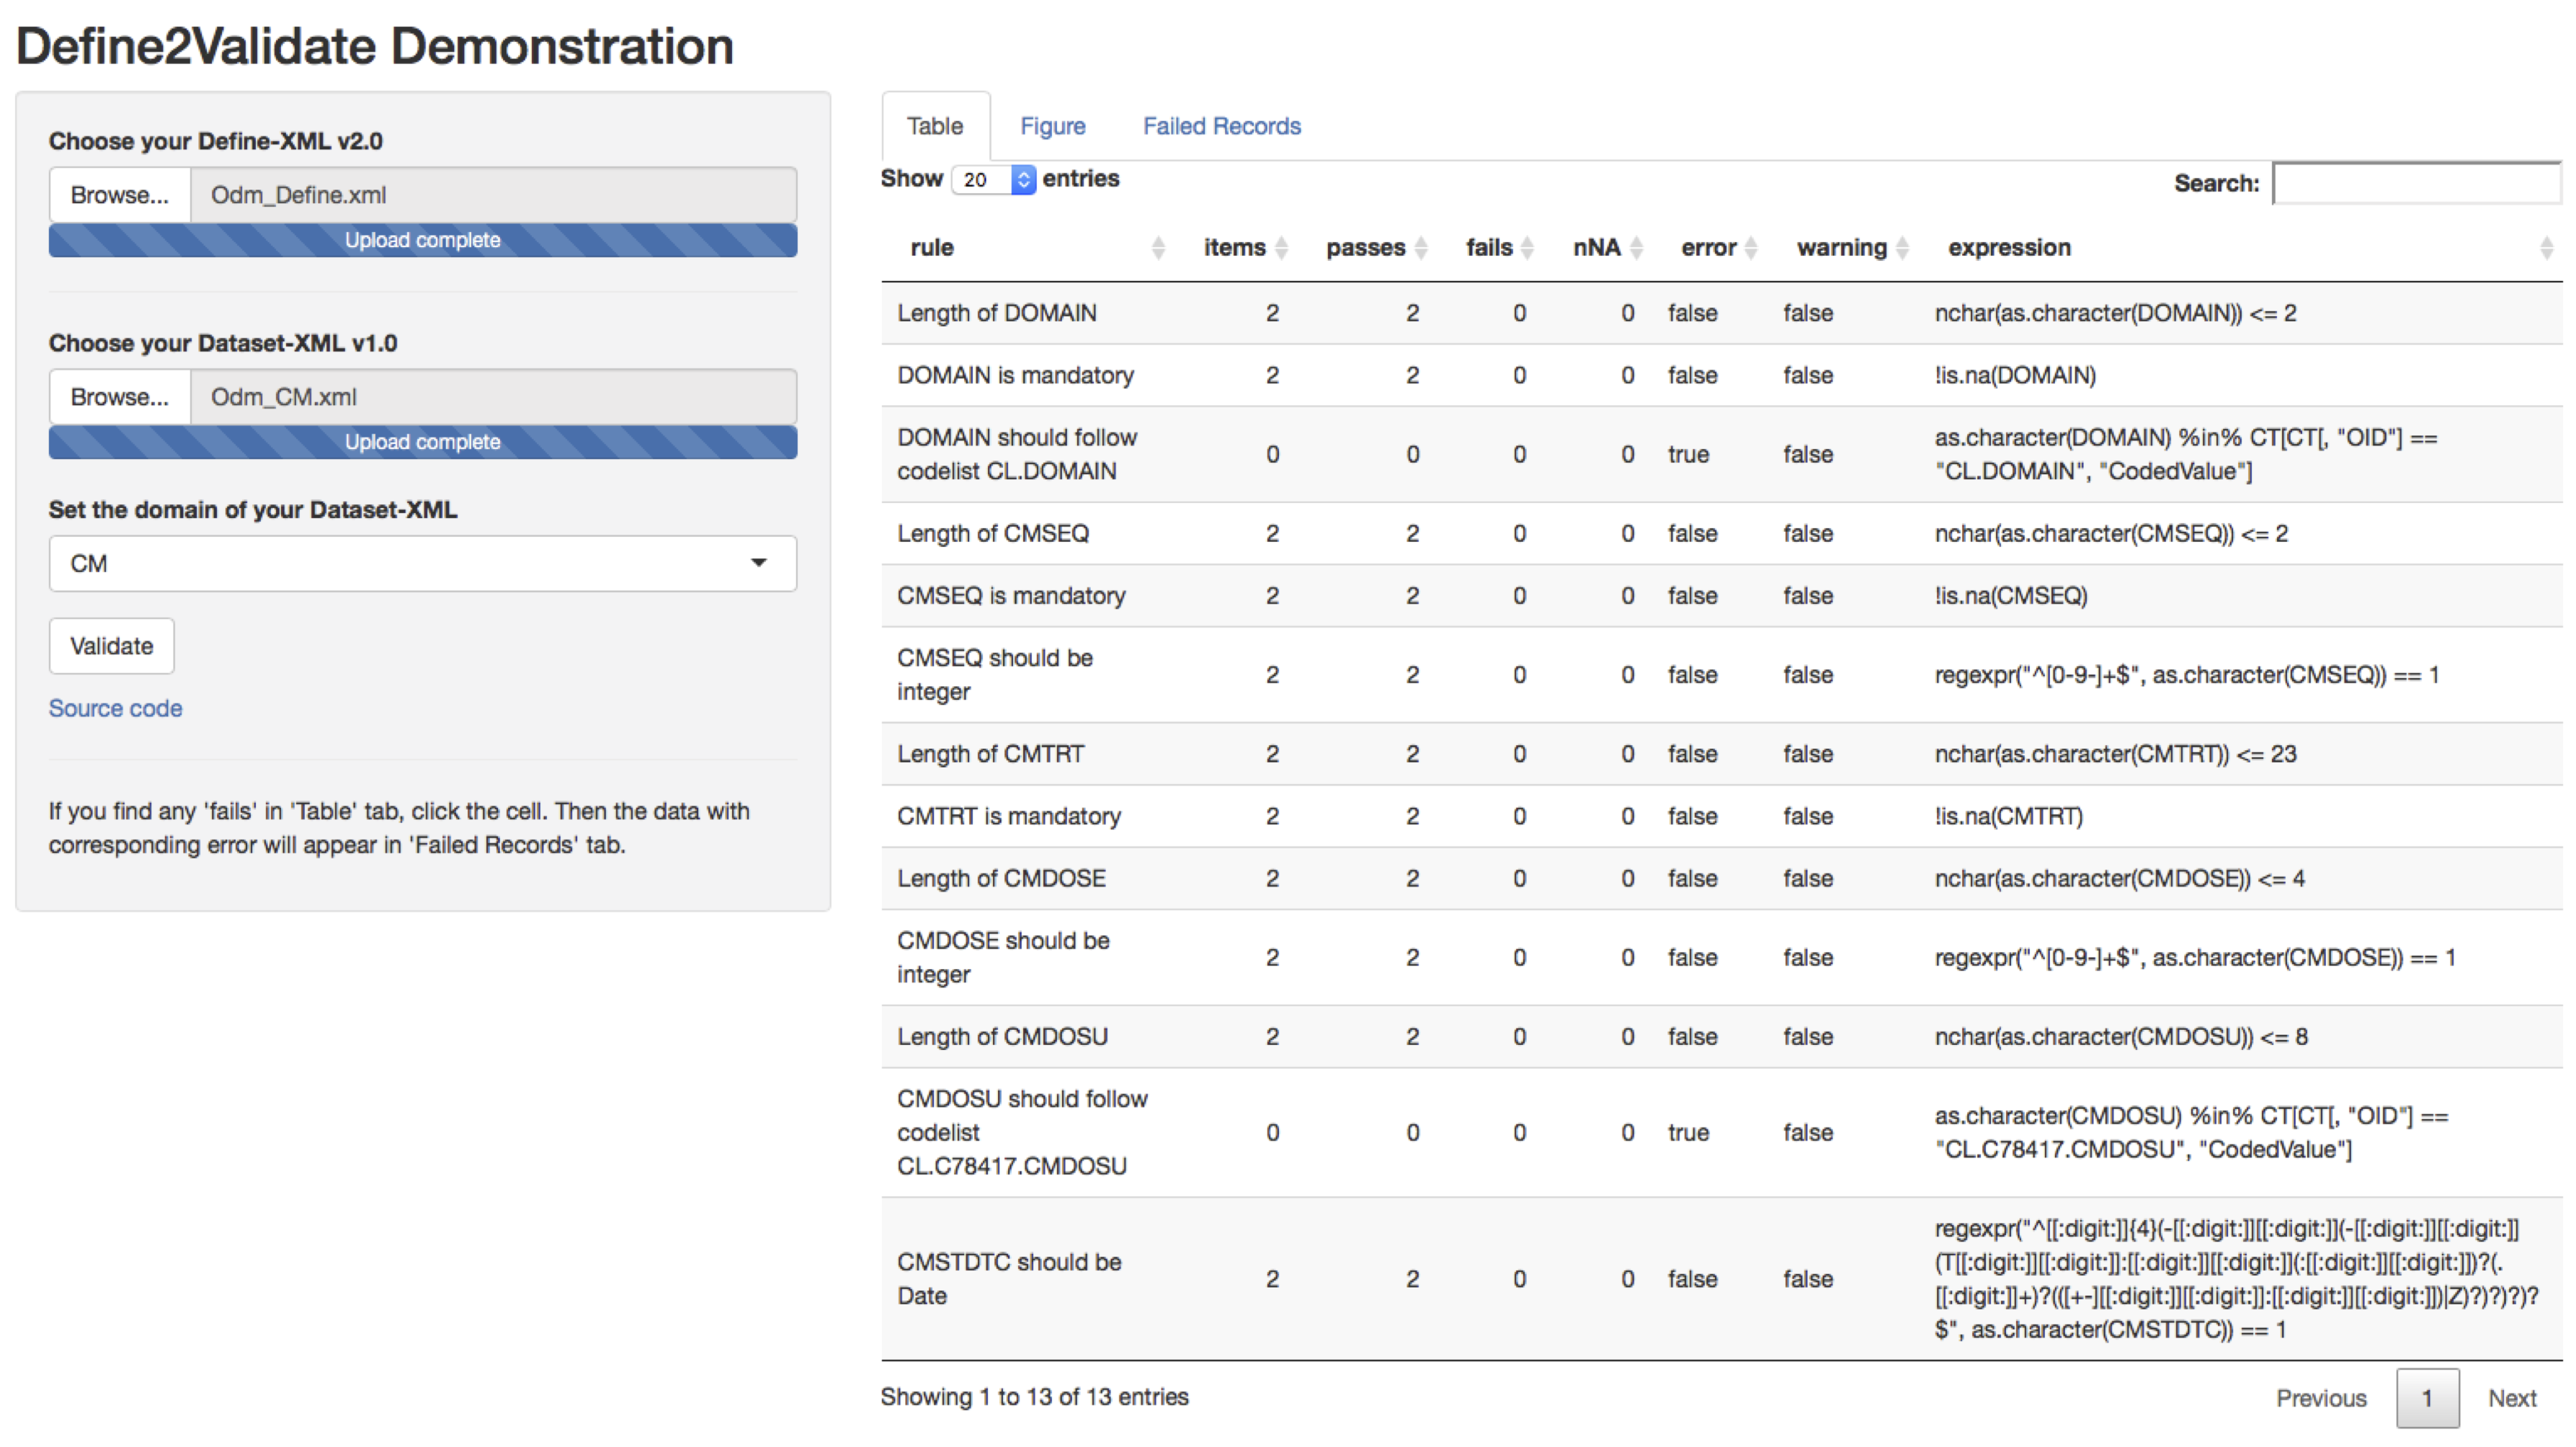 Define2Validate Demonstration
Choose your Define-XML v2.0
Browse... Odm_Define.xml
Upload complete
Choose your Dataset-XML v1.0
Browse... Odm_CM.xml
Upload complete
Set the domain of your Dataset-XML
CM
Validate
Source code
If you find any 'fails' in 'Table' tab, click the cell. Then the data with
corresponding error will appear in 'Failed Records' tab.
Table Figure Failed Records
Show 20 entries Search:
rule items passes fails nNA error warning expression
Length of DOMAIN 2 2 0 0 false false nchar(as.character(DOMAIN)) <= 2
DOMAIN is mandatory 2 2 0 0 false false !is.na(DOMAIN)
DOMAIN should follow
codelist CL.DOMAIN 0 0 0 0 true false as.character(DOMAIN) %in% CT[CT[, "OID"] ==
"CL.DOMAIN", "CodedValue"]
Length of CMSEQ 2 2 0 0 false false nchar(as.character(CMSEQ)) <= 2
CMSEQ is mandatory 2 2 0 0 false false !is.na(CMSEQ)
CMSEQ should be
integer 2 2 0 0 false false regexpr("^[0-9-]+$", as.character(CMSEQ)) == 1
Length of CMTRT 2 2 0 0 false false nchar(as.character(CMTRT)) <= 23
CMTRT is mandatory 2 2 0 0 false false !is.na(CMTRT)
Length of CMDOSE 2 2 0 0 false false nchar(as.character(CMDOSE)) <= 4
CMDOSE should be
integer 2 2 0 0 false false regexpr("^[0-9-]+$", as.character(CMDOSE)) == 1
Length of CMDOSU 2 2 0 0 false false nchar(as.character(CMDOSU)) <= 8
CMDOSU should follow
codelist
CL.C78417.CMDOSU 0 0 0 0 true false as.character(CMDOSU) %in% CT[CT[, "OID"] ==
"CL.C78417.CMDOSU", "CodedValue"]
CMSTDTC should be
Date 2 2 0 0 false false regexpr("^[[:digit:]]{4}(-[[:digit:]][[:digit:]](-[[:digit:]][[:digit:]]
(T[[:digit:]][[:digit:]]:[[:digit:]][[:digit:]](:[[:digit:]][[:digit:]])?(.
[[:digit:]]+)?(([+-][[:digit:]][[:digit:]]:[[:digit:]][[:digit:]])|Z)?)?)?)?
$", as.character(CMSTDTC)) == 1
Showing 1 to 13 of 13 entries Previous 1 Next